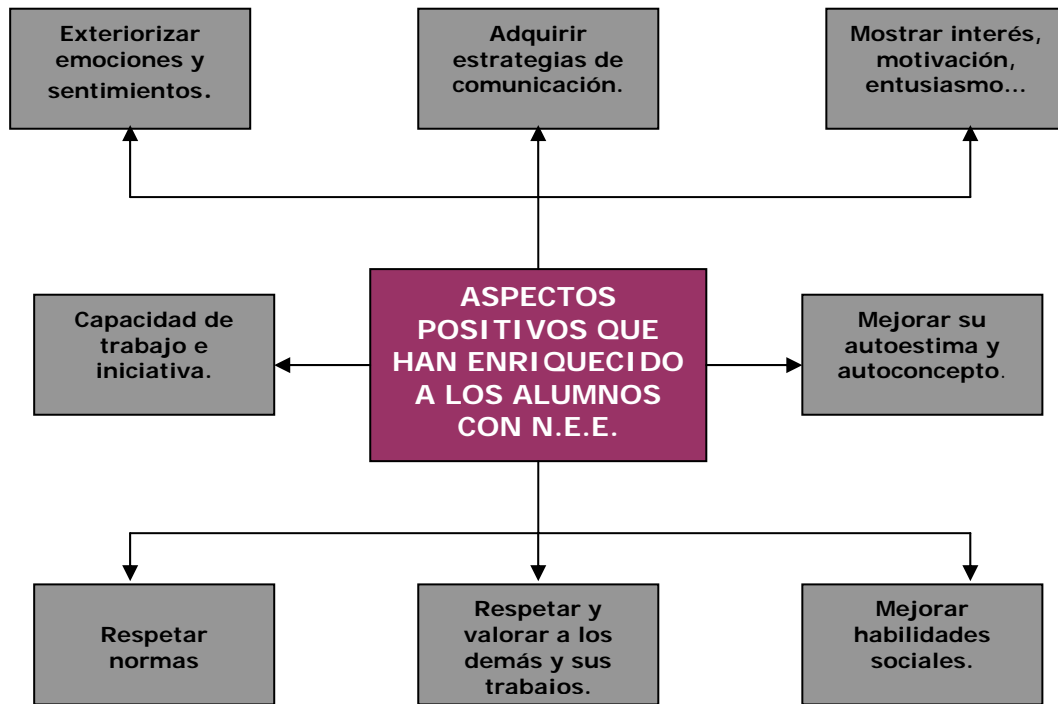 Exteriorizar
emociones y
sentimientos.
Adquirir
estrategias de
comunicación.
Mostrar interés,
motivación,
entusiasmo...
Capacidad de
trabajo e
iniciativa.
ASPECTOS
POSITIVOS QUE
HAN ENRIQUECIDO
A LOS ALUMNOS
CON N.E.E.
Mejorar su
autoestima y
autoconcepto.
Respetar
normas
Respetar y
valorar a los
demás y sus
trabajos.
Mejorar
habilidades
sociales.